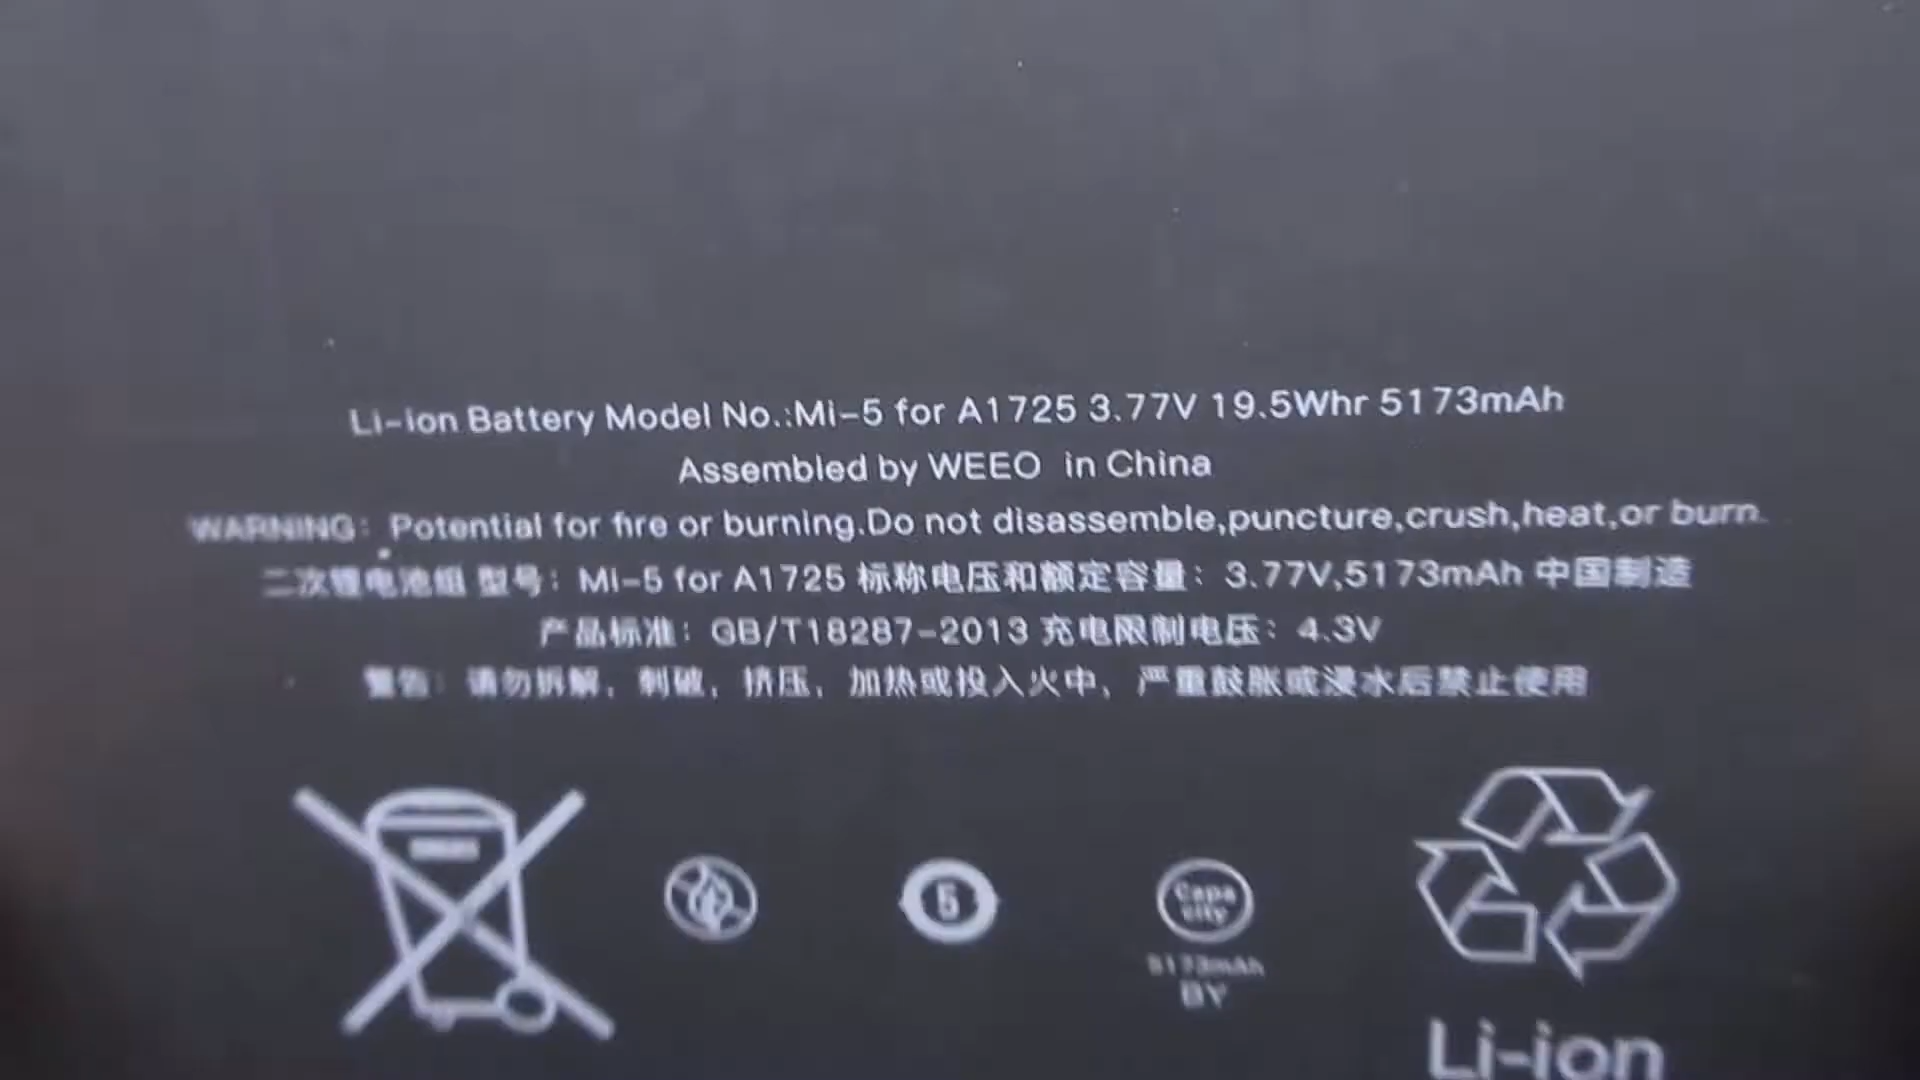 Li-ion Battery Model No.:Mi-5 for A1725 3.77V 19.5Whr 5173mAh
Assembled by WEEO in China
WARNING: Potential for fire or burning.Do not disassemble,puncture,crush,heat,or burn.
二次锂电池组 型号：Mi-5 for A1725 标称电压和额定容量：3.77V,5173mAh 中国制造
产品标准：GB/T18287-2013 充电限制电压：4.3V
警告：请勿拆解、刺破、挤压、加热或投入火中，严重鼓胀或浸水后禁止使用
5
Capa
city
5173mAh
BY
Li-ion